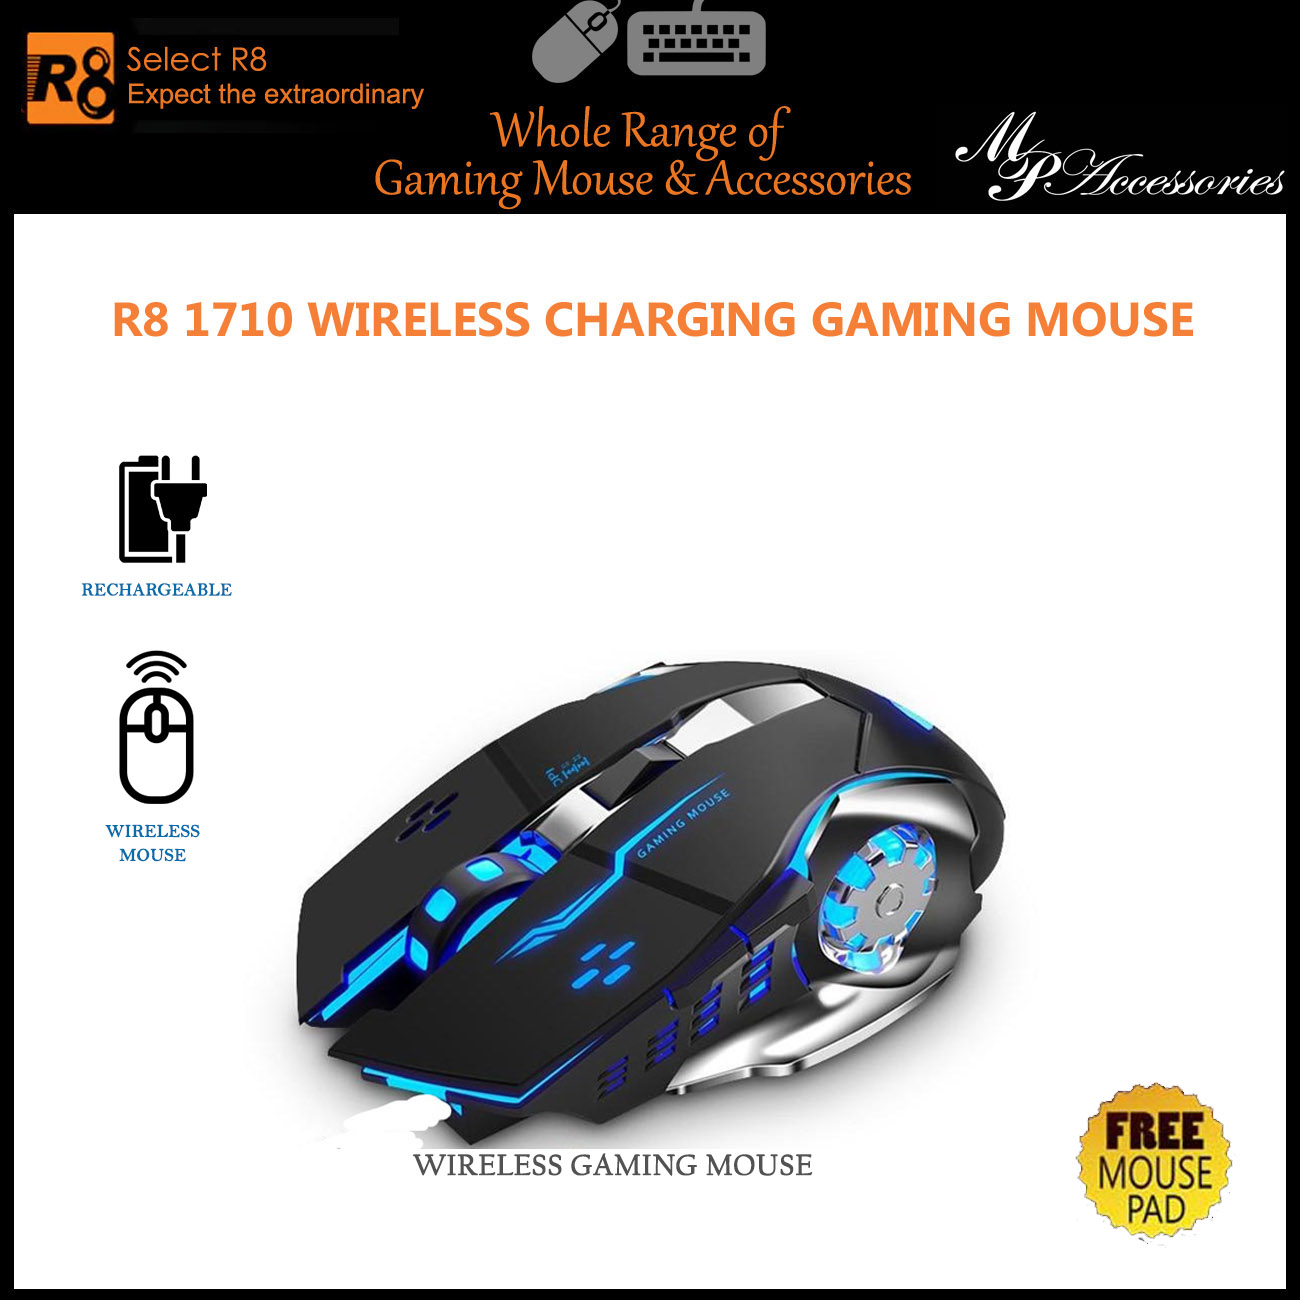 R8
Select R8
Expect the extraordinary
Whole Range of
Gaming Mouse & Accessories
MP Accessories
R8 1710 WIRELESS CHARGING GAMING MOUSE
RECHARGEABLE
WIRELESS
MOUSE
GAMING MOUSE
WIRELESS GAMING MOUSE
FREE
MOUSE
PAD